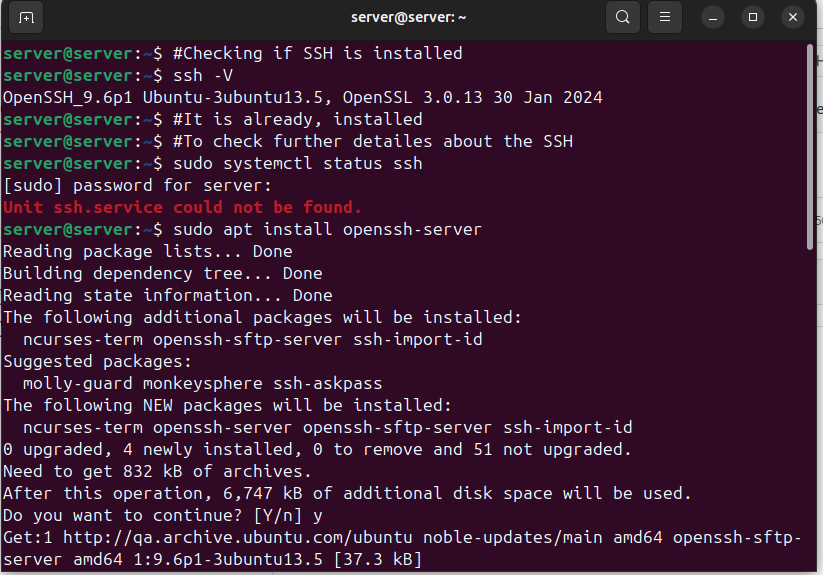 server@server: ~
server@server:~$ #Checking if SSH is installed
server@server:~$ ssh -V
OpenSSH_9.6p1 Ubuntu-3ubuntu13.5, OpenSSL 3.0.13 30 Jan 2024
server@server:~$ #It is already, installed
server@server:~$ #To check further detailes about the SSH
server@server:~$ sudo systemctl status ssh
[sudo] password for server:
Unit ssh.service could not be found.
server@server:~$ sudo apt install openssh-server
Reading package lists... Done
Building dependency tree... Done
Reading state information... Done
The following additional packages will be installed:
  ncurses-term openssh-sftp-server ssh-import-id
Suggested packages:
  molly-guard monkeysphere ssh-askpass
The following NEW packages will be installed:
  ncurses-term openssh-server openssh-sftp-server ssh-import-id
0 upgraded, 4 newly installed, 0 to remove and 51 not upgraded.
Need to get 832 kB of archives.
After this operation, 6,747 kB of additional disk space will be used.
Do you want to continue? [Y/n] y
Get:1 http://qa.archive.ubuntu.com/ubuntu noble-updates/main amd64 openssh-sftp-
server amd64 1:9.6p1-3ubuntu13.5 [37.3 kB]